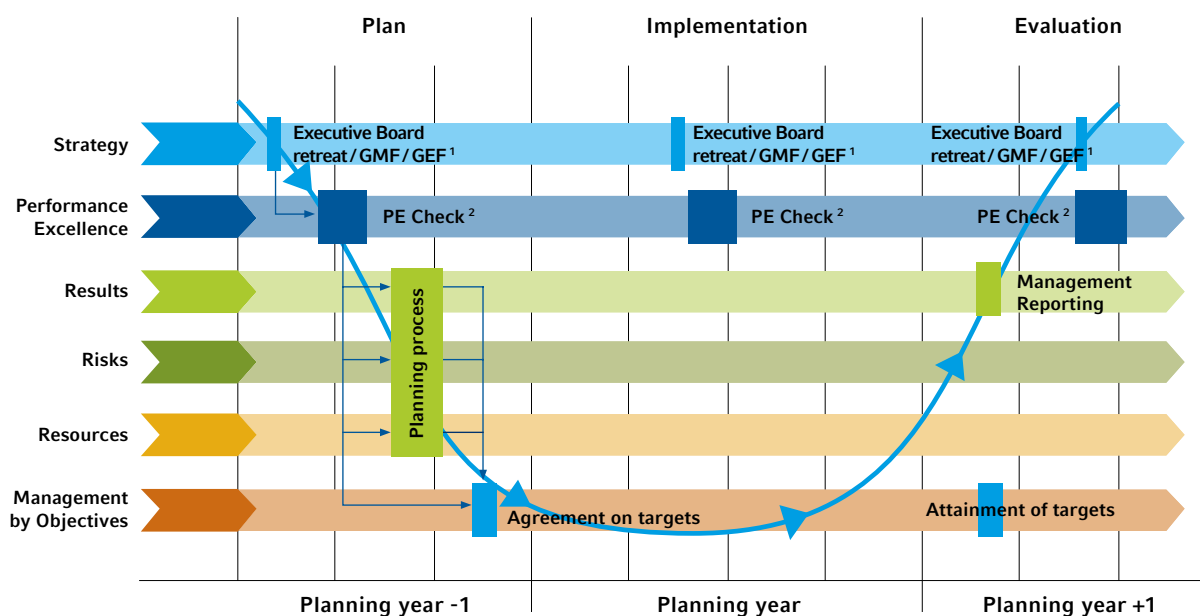 Plan
Implementation
Evaluation
Strategy
Executive Board
retreat / GMF / GEF ¹
Executive Board
retreat / GMF / GEF ¹
Executive Board
retreat / GMF / GEF ¹
Performance
Excellence
PE Check ²
PE Check ²
PE Check ²
Results
Planning process
Management
Reporting
Risks
Resources
Management
by Objectives
Agreement on targets
Attainment of targets
Planning year -1
Planning year
Planning year +1